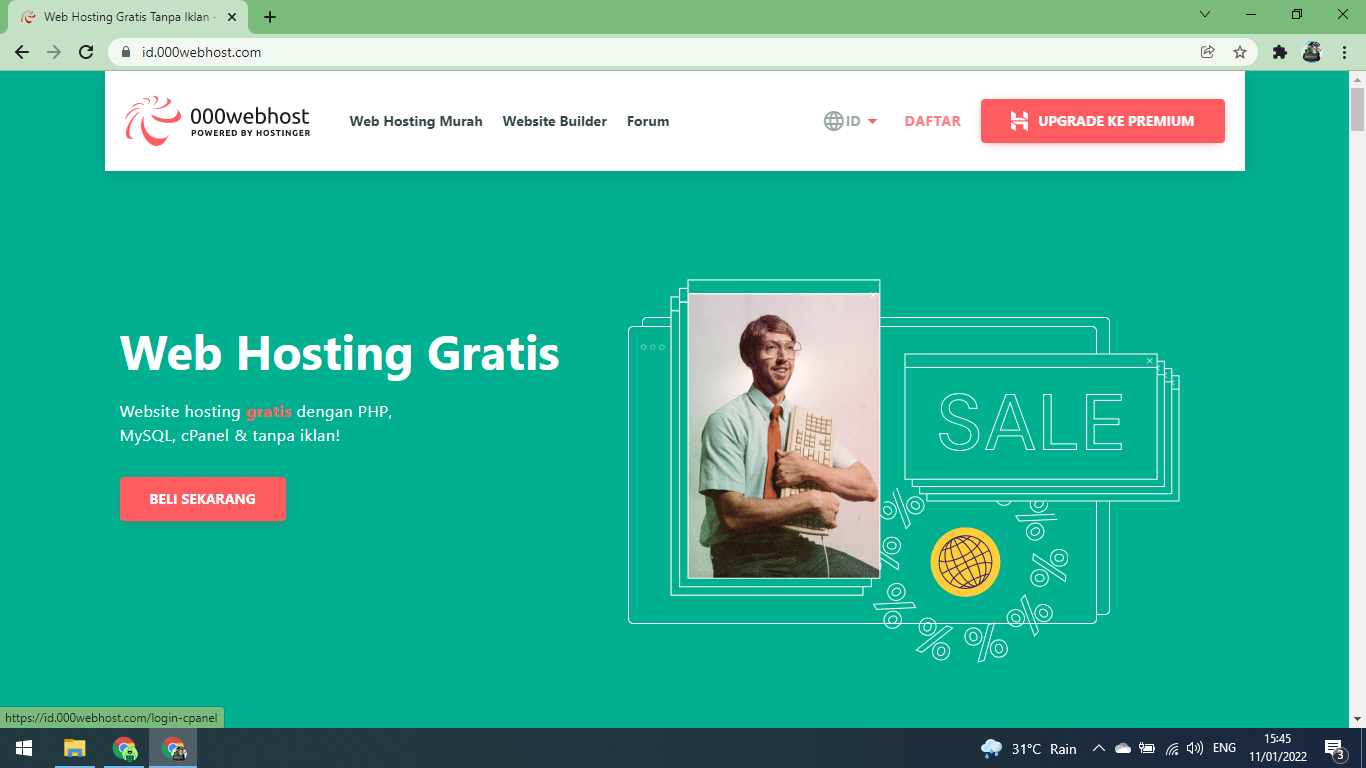 Web Hosting Gratis Tanpa Iklan -
id.000webhost.com
000webhost
POWERED BY HOSTINGER
Web Hosting Murah
Website Builder
Forum
ID
DAFTAR
UPGRADE KE PREMIUM
Web Hosting Gratis
Website hosting gratis dengan PHP,
MySQL, cPanel & tanpa iklan!
BELI SEKARANG
SALE
% % % % % % % % %
https://id.000webhost.com/login-cpanel
31°C Rain
ENG
15:45
11/01/2022
3